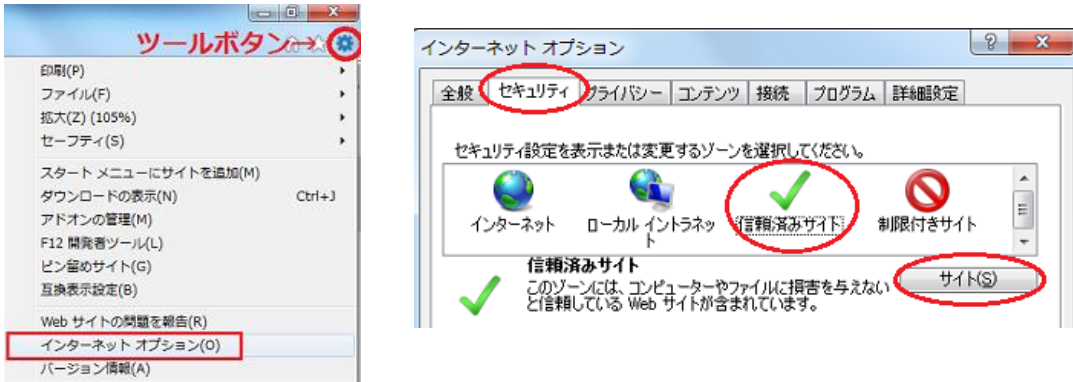 ツールボタン→
印刷(P)
ファイル(F)
拡大(Z) (105%)
セーフティ(S)
スタート メニューにサイトを追加(M)
ダウンロードの表示(N) Ctrl+J
アドオンの管理(M)
F12 開発者ツール(L)
ピン留めサイト(G)
互換表示設定(B)
Web サイトの問題を報告(R)
インターネット オプション(O)
バージョン情報(A)
インターネット オプション
全般 セキュリティ プライバシー コンテンツ 接続 プログラム 詳細設定
セキュリティ設定を表示または変更するゾーンを選択してください。
インターネット ローカル イントラネッ 信頼済みサイト 制限付きサイト
ト
信頼済みサイト
このゾーンには、コンピューターやファイルに損害を与えない
と信頼している Web サイトが含まれています。
サイト(S)